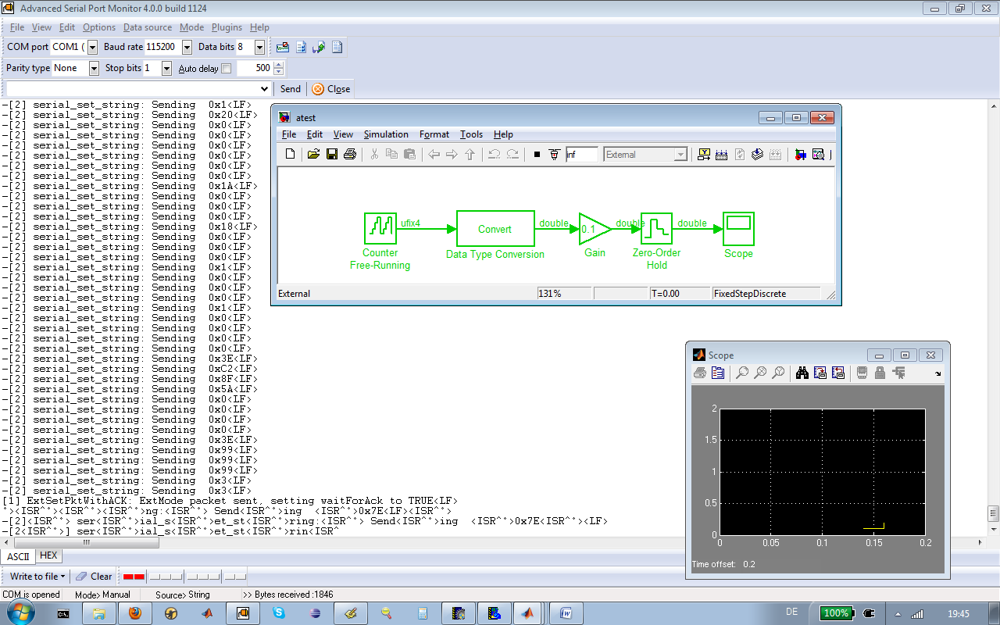 Advanced Serial Port Monitor 4.0.0 build 1124
File View Edit Options Data source Mode Plugins Help
COM port COM1 ( Baud rate 115200 Data bits 8
Parity type None Stop bits 1 Auto delay 500
Send Close
-[2] serial_set_string: Sending 0x1<LF>
-[2] serial_set_string: Sending 0x20<LF>
-[2] serial_set_string: Sending 0x0<LF>
-[2] serial_set_string: Sending 0x0<LF>
-[2] serial_set_string: Sending 0x0<LF>
-[2] serial_set_string: Sending 0x0<LF>
-[2] serial_set_string: Sending 0x0<LF>
-[2] serial_set_string: Sending 0x0<LF>
-[2] serial_set_string: Sending 0x1A<LF>
-[2] serial_set_string: Sending 0x0<LF>
-[2] serial_set_string: Sending 0x0<LF>
-[2] serial_set_string: Sending 0x0<LF>
-[2] serial_set_string: Sending 0x18<LF>
-[2] serial_set_string: Sending 0x0<LF>
-[2] serial_set_string: Sending 0x0<LF>
-[2] serial_set_string: Sending 0x0<LF>
-[2] serial_set_string: Sending 0x1<LF>
-[2] serial_set_string: Sending 0x0<LF>
-[2] serial_set_string: Sending 0x0<LF>
-[2] serial_set_string: Sending 0x0<LF>
-[2] serial_set_string: Sending 0x1<LF>
-[2] serial_set_string: Sending 0x0<LF>
-[2] serial_set_string: Sending 0x0<LF>
-[2] serial_set_string: Sending 0x0<LF>
-[2] serial_set_string: Sending 0x0<LF>
-[2] serial_set_string: Sending 0x3E<LF>
-[2] serial_set_string: Sending 0xC2<LF>
-[2] serial_set_string: Sending 0x8F<LF>
-[2] serial_set_string: Sending 0x5A<LF>
-[2] serial_set_string: Sending 0x0<LF>
-[2] serial_set_string: Sending 0x0<LF>
-[2] serial_set_string: Sending 0x0<LF>
-[2] serial_set_string: Sending 0x0<LF>
-[2] serial_set_string: Sending 0x3E<LF>
-[2] serial_set_string: Sending 0x99<LF>
-[2] serial_set_string: Sending 0x99<LF>
-[2] serial_set_string: Sending 0x99<LF>
-[2] serial_set_string: Sending 0x3<LF>
-[2] serial_set_string: Sending 0x3<LF>
[1] ExtSetPktWithACK: ExtMode packet sent, setting waitForAck to TRUE<LF>
^><ISR^^><ISR^^><ISR^^>ng:<ISR^^> Send<ISR^^>ing <ISR^^>0x7E<LF><ISR^^>
-[2]<ISR^^> ser<ISR^^>ial_s<ISR^^>et_st<ISR^^>ring:<ISR^^> Send<ISR^^>ing <ISR^^>0x7E<ISR^^><LF>
-[2<ISR^^>] ser<ISR^^>ial_s<ISR^^>et_st<ISR^^>rin<ISR^
ASCII HEX
Write to file Clear
COM is opened Mode> Manual Source> String >> Bytes received :1846
atest
File Edit View Simulation Format Tools Help
inf External
ufix4 double double double
Convert 0.1
Counter
Free-Running
Data Type Conversion
Gain
Zero-Order
Hold
Scope
External 131% T=0.00 FixedStepDiscrete
Scope
2
1.5
1
0.5
0
0 0.05 0.1 0.15 0.2
Time offset: 0.2
DE 100% 19:45